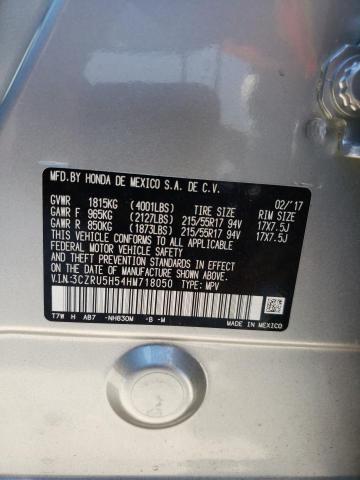 MFD.BY HONDA DE MEXICO S.A. DE C.V.
GVWR 1815KG (4001LBS) 02/'17
GAWR F 965KG (2127LBS) TIRE SIZE RIM SIZE
GAWR R 850KG (1873LBS) 215/55R17 94V 17X7.5J
215/55R17 94V 17X7.5J
THIS VEHICLE CONFORMS TO ALL APPLICABLE
FEDERAL MOTOR VEHICLE SAFETY
AND THEFT PREVENTION STANDARDS IN EFFECT ON
THE DATE OF MANUFACTURE SHOWN ABOVE.
V.I.N:3CZRU5H54HM718050 TYPE: MPV
T7W H AB7 -NH830M -B -M MADE IN MEXICO